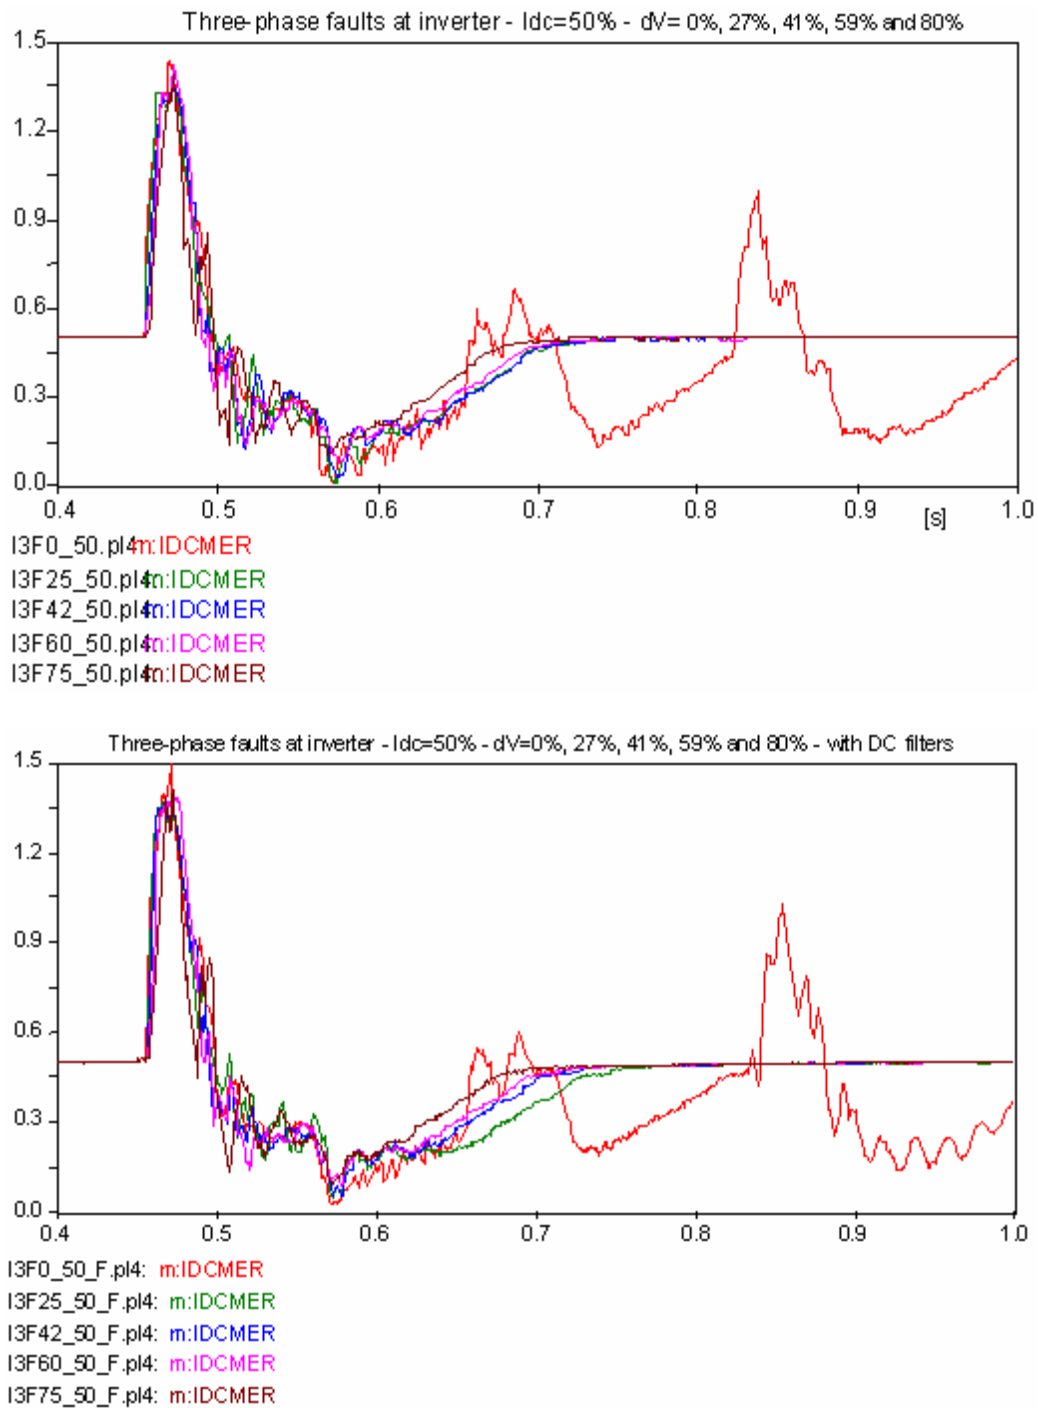 Three-phase faults at inverter - Idc=50% - dV= 0%, 27%, 41%, 59% and 80%
1.5
1.2
0.9
0.6
0.3
0.0
0.4 0.5 0.6 0.7 0.8 0.9 [s] 1.0
I3F0_50.pl4: m:IDCMER
I3F25_50.pl4: m:IDCMER
I3F42_50.pl4: m:IDCMER
I3F60_50.pl4: m:IDCMER
I3F75_50.pl4: m:IDCMER
Three-phase faults at inverter - Idc=50% - dV=0%, 27%, 41%, 59% and 80% - with DC filters
1.5
1.2
0.9
0.6
0.3
0.0
0.4 0.5 0.6 0.7 0.8 0.9 1.0
I3F0_50_F.pl4: m:IDCMER
I3F25_50_F.pl4: m:IDCMER
I3F42_50_F.pl4: m:IDCMER
I3F60_50_F.pl4: m:IDCMER
I3F75_50_F.pl4: m:IDCMER